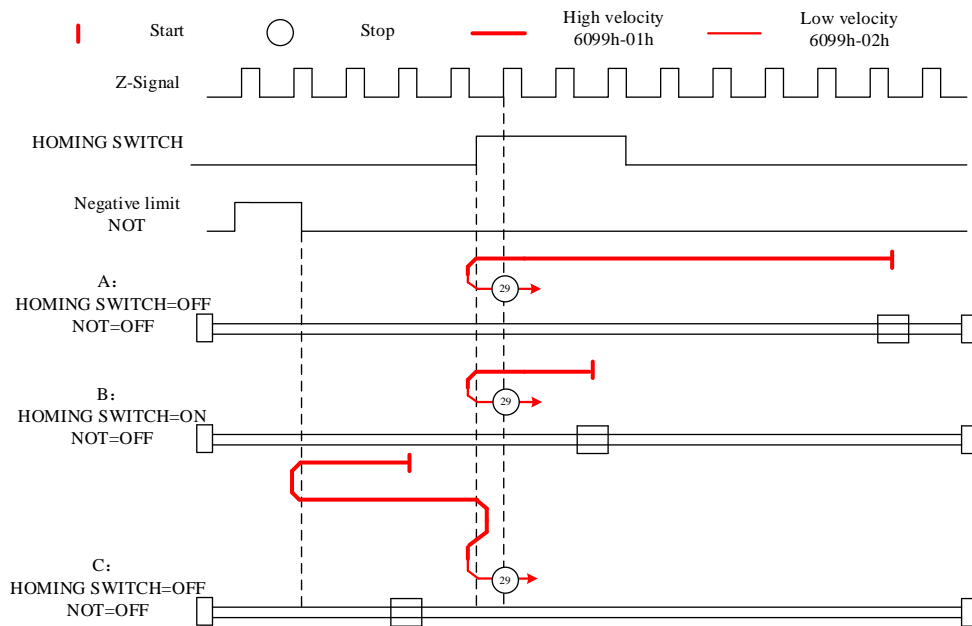 Start
Stop
High velocity
6099h-01h
Low velocity
6099h-02h
Z-Signal
HOMING SWITCH
Negative limit
NOT
A：
HOMING SWITCH=OFF
NOT=OFF
29
B：
HOMING SWITCH=ON
NOT=OFF
29
C：
HOMING SWITCH=OFF
NOT=OFF
29